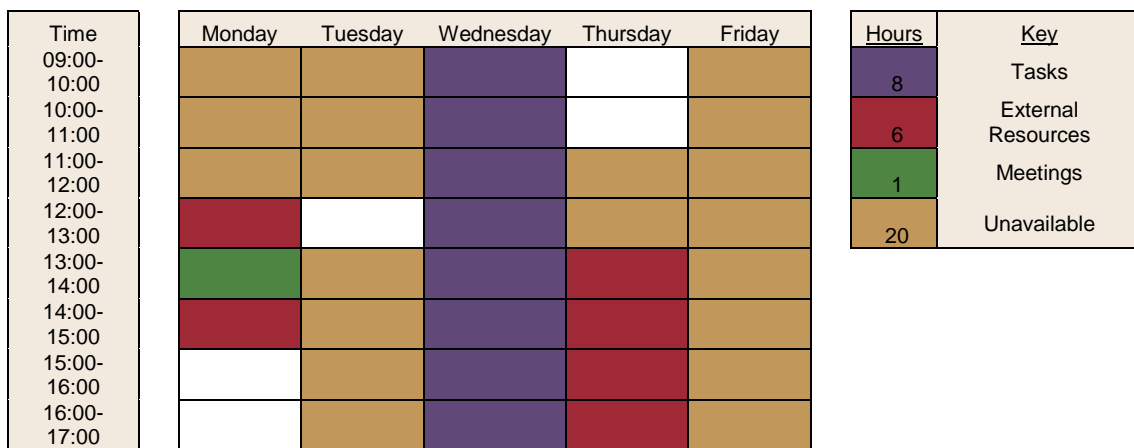 Time Monday Tuesday Wednesday Thursday Friday Hours Key
09:00-
10:00
8 Tasks
10:00-
11:00
6 External
Resources
11:00-
12:00
1 Meetings
12:00-
13:00
20 Unavailable
13:00-
14:00
14:00-
15:00
15:00-
16:00
16:00-
17:00